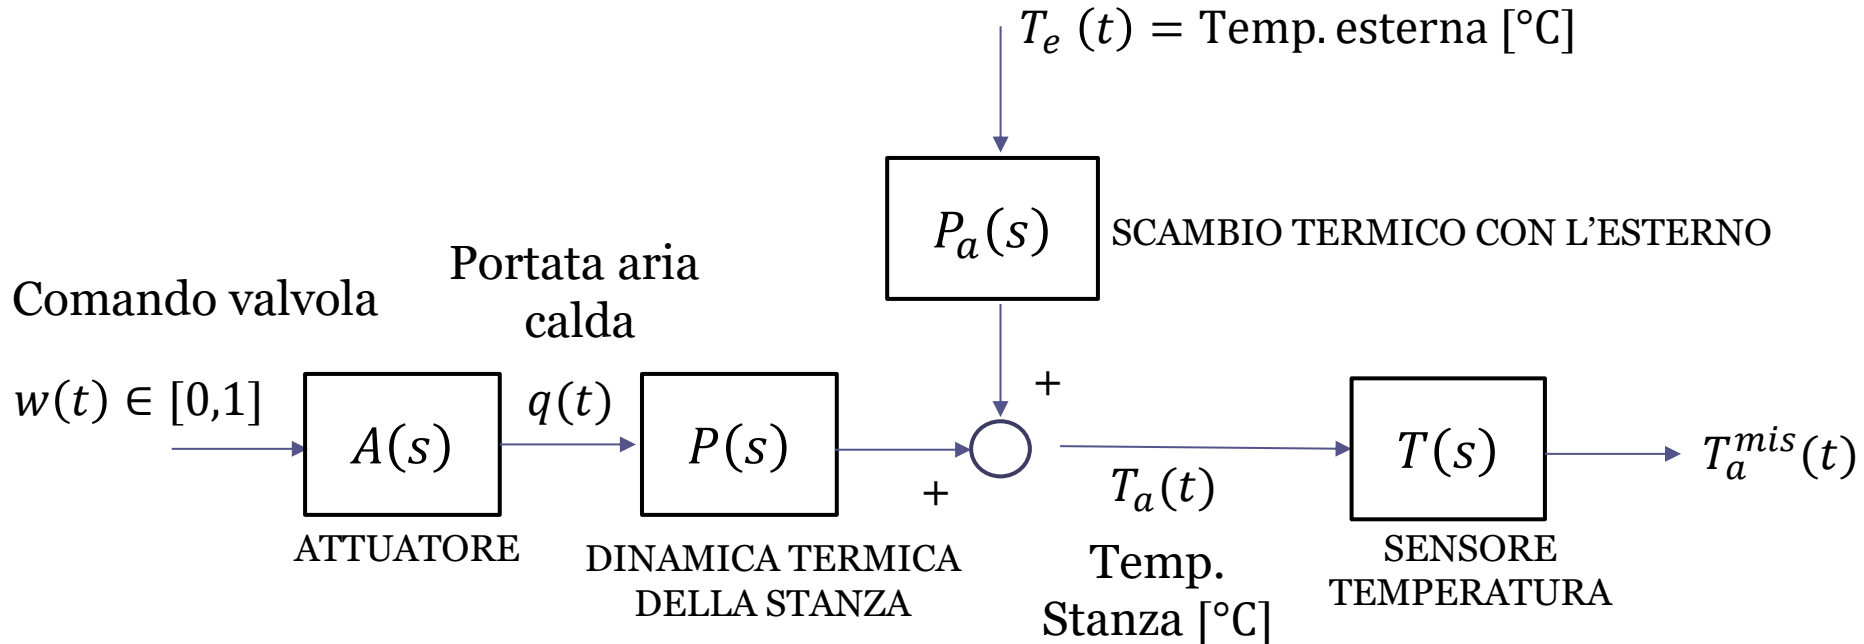 T_e (t) = Temp. esterna [°C]
P_a(s)
SCAMBIO TERMICO CON L'ESTERNO
Comando valvola
Portata aria
calda
w(t) ∈ [0,1]
A(s)
q(t)
P(s)
+
+
T_a(t)
T(s)
T_a^{mis}(t)
ATTUATORE
DINAMICA TERMICA
DELLA STANZA
Temp.
Stanza [°C]
SENSORE
TEMPERATURA